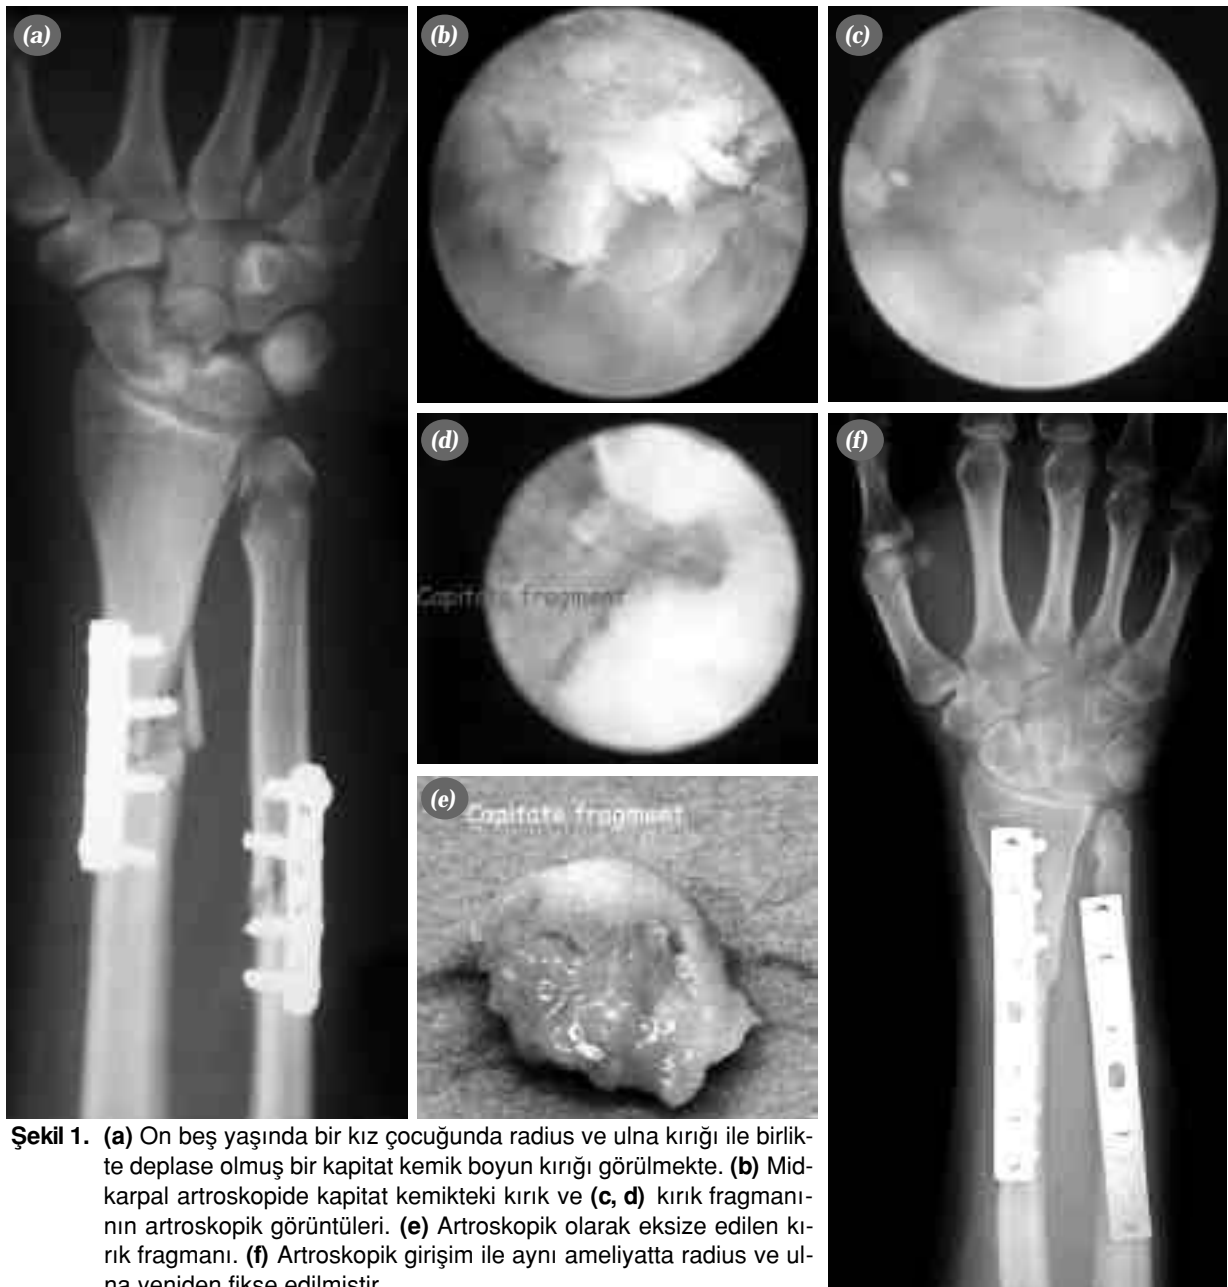 (a)
(b)
(c)
(d)
Capitate fragment
(e)
Capitate fragment
(f)
Şekil 1. (a) On beş yaşında bir kız çocuğunda radius ve ulna kırığı ile birlik-
te deplase olmuş bir kapitat kemik boyun kırığı görülmekte. (b) Mid-
karpal artroskopide kapitat kemikteki kırık ve (c, d) kırık fragmanı-
nın artroskopik görüntüleri. (e) Artroskopik olarak eksize edilen kı-
rık fragmanı. (f) Artroskopik girişim ile aynı ameliyatta radius ve ul-
na yeniden fikse edilmiştir.